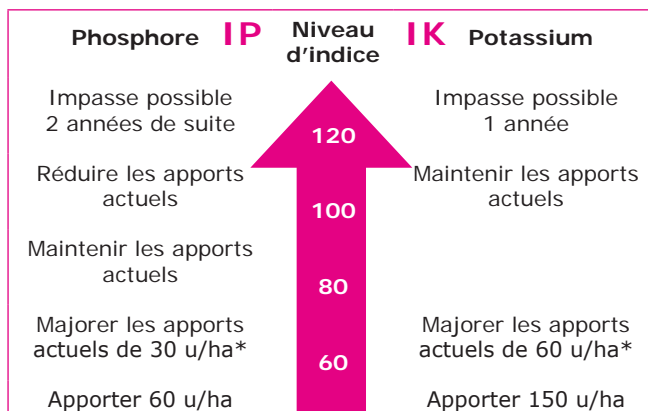 Phosphore IP Niveau d'indice IK Potassium
Impasse possible
2 années de suite
Impasse possible
1 année
120
Réduire les apports
actuels
Maintenir les apports
actuels
100
Maintenir les apports
actuels
80
Majorer les apports
actuels de 30 u/ha*
Majorer les apports
actuels de 60 u/ha*
60
Apporter 60 u/ha
Apporter 150 u/ha